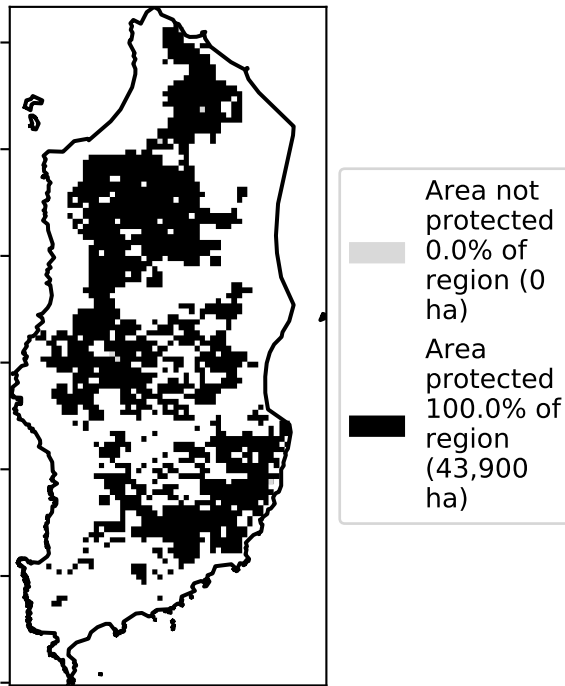 Area not
protected
0.0% of
region (0
ha)
Area
protected
100.0% of
region
(43,900
ha)